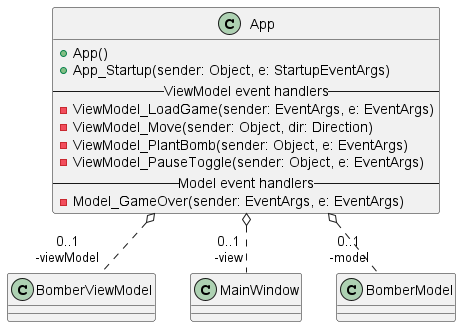 C App
App()
App_Startup(sender: Object, e: StartupEventArgs)
ViewModel event handlers
ViewModel_LoadGame(sender: EventArgs, e: EventArgs)
ViewModel_Move(sender: Object, dir: Direction)
ViewModel_PlantBomb(sender: Object, e: EventArgs)
ViewModel_PauseToggle(sender: Object, e: EventArgs)
Model event handlers
Model_GameOver(sender: EventArgs, e: EventArgs)
0..1 0..1 0..1
-viewModel -view -model
C BomberViewModel C MainWindow C BomberModel